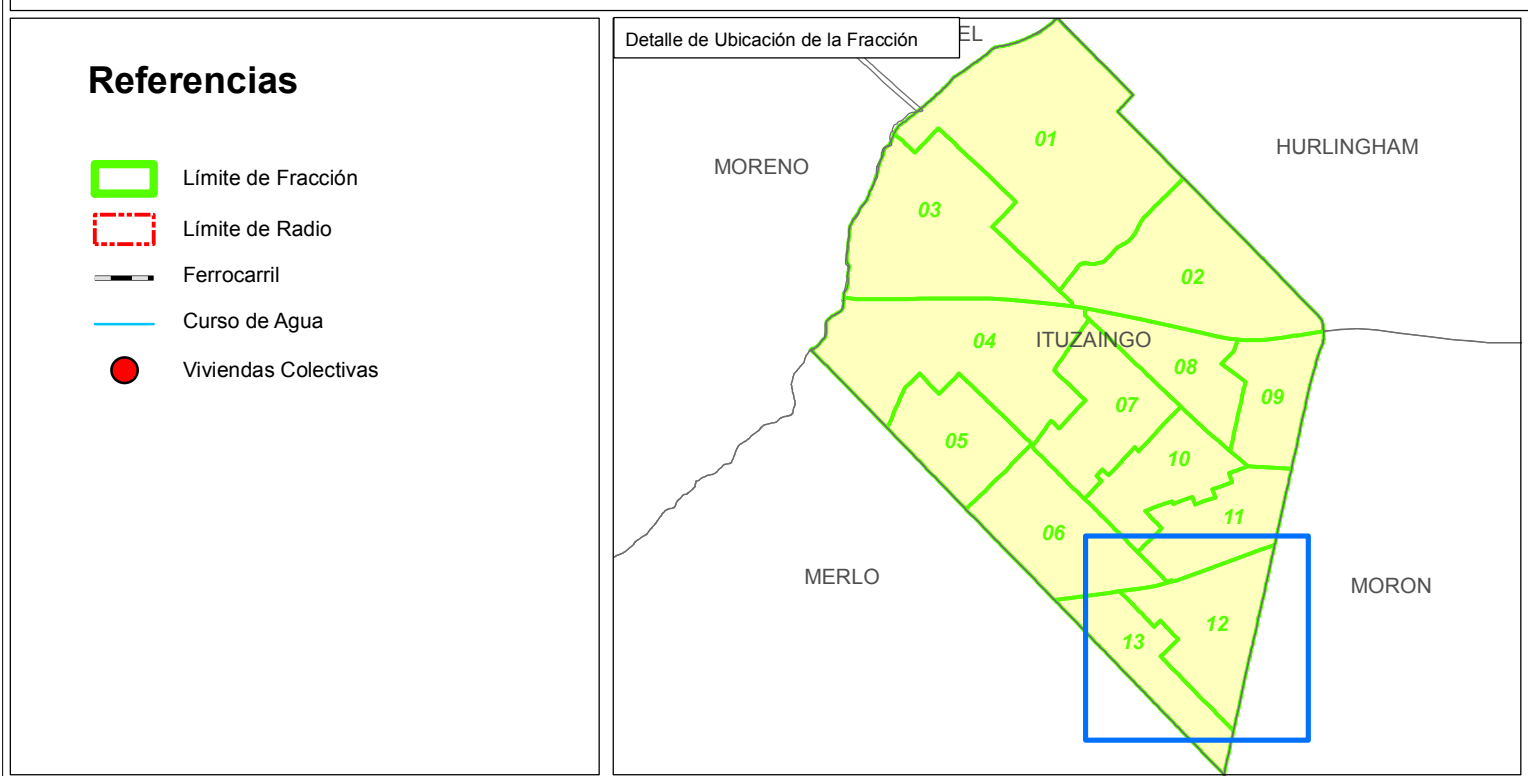 Referencias
Límite de Fracción
Límite de Radio
Ferrocarril
Curso de Agua
Viviendas Colectivas
Detalle de Ubicación de la Fracción
EL
01
HURLINGHAM
MORENO
03
02
ITUZAINGO
04
08
09
07
05
10
11
06
MERLO
MORON
12
13